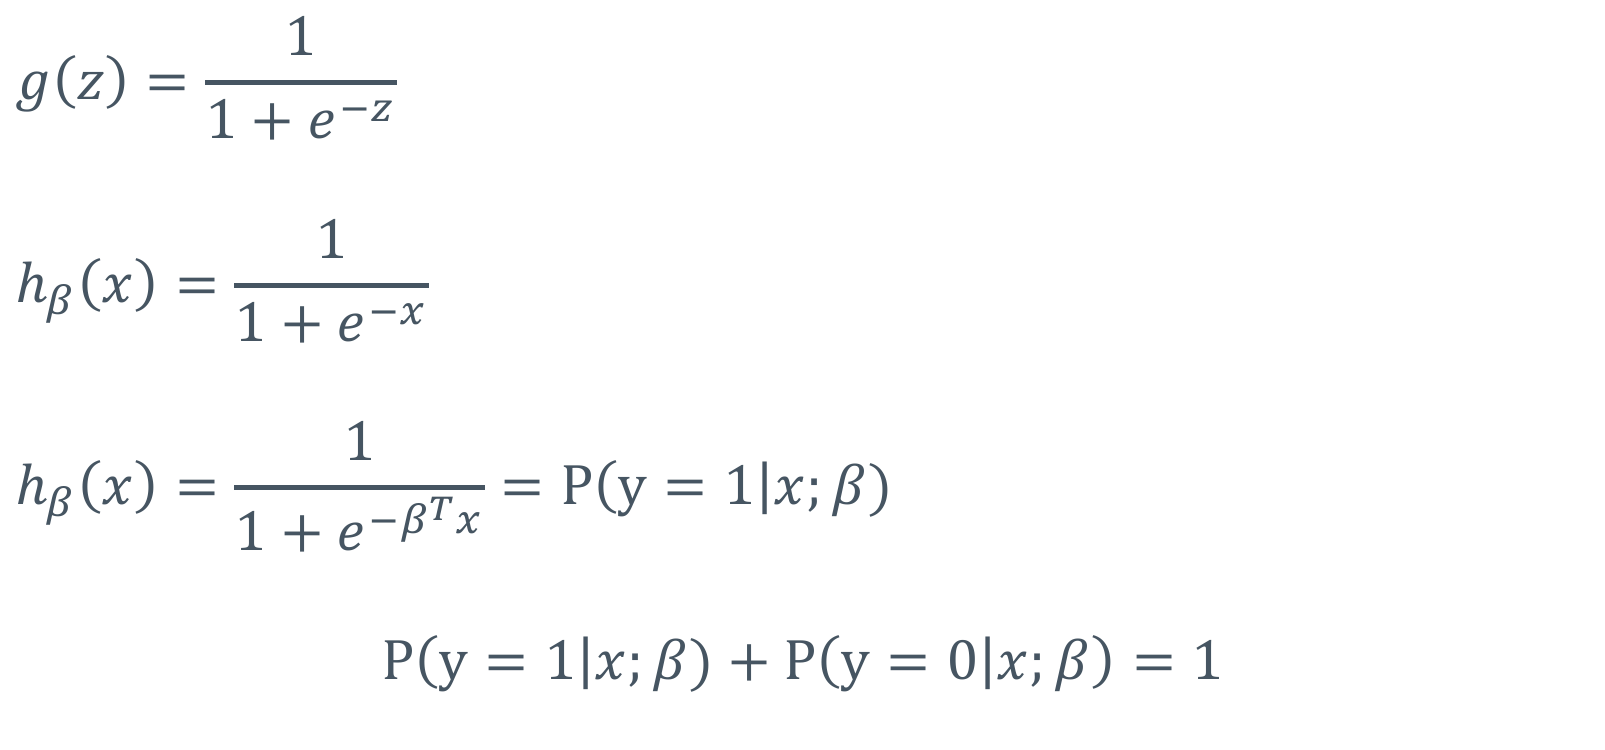 g(z) = 1 / (1 + e^{-z})
h_β(x) = 1 / (1 + e^{-x})
h_β(x) = 1 / (1 + e^{-β^T x}) = P(y = 1|x; β)
P(y = 1|x; β) + P(y = 0|x; β) = 1